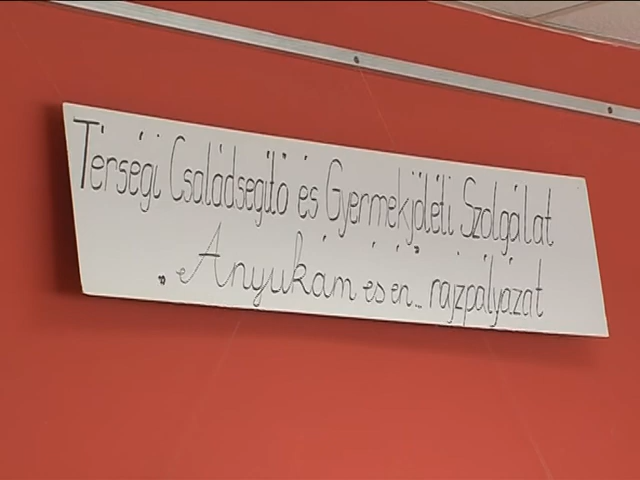 Térségi Családsegítő és Gyermekjóléti Szolgálat
„Anyukám és én..." rajzpályázat